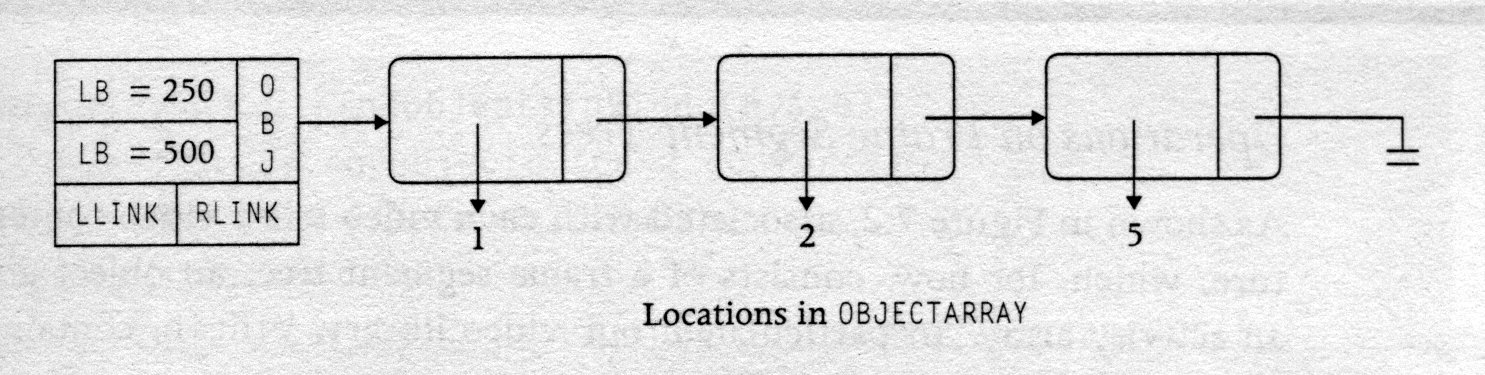 LB = 250
LB = 500
O
B
J
LLINK RLINK
1 2 5
Locations in OBJECTARRAY